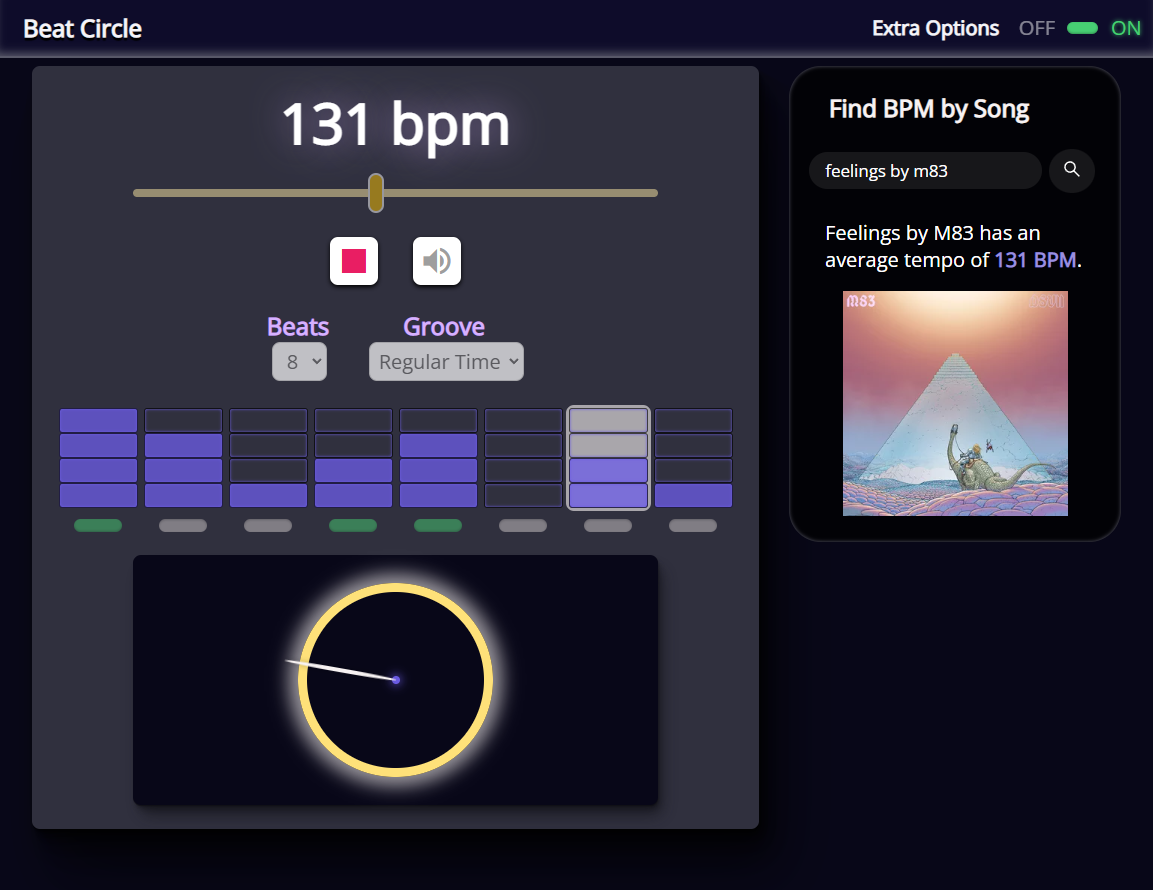 Beat Circle
Extra Options OFF ON
131 bpm
Beats Groove
8 Regular Time
Find BPM by Song
feelings by m83
Feelings by M83 has an
average tempo of 131 BPM.
M83